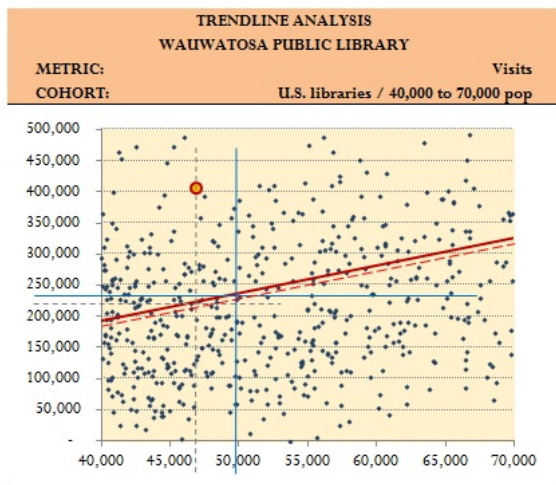 TRENDLINE ANALYSIS
WAUWATOSA PUBLIC LIBRARY
METRIC: Visits
COHORT: U.S. libraries / 40,000 to 70,000 pop
500,000
450,000
400,000
350,000
300,000
250,000
200,000
150,000
100,000
50,000
-
40,000 45,000 50,000 55,000 60,000 65,000 70,000